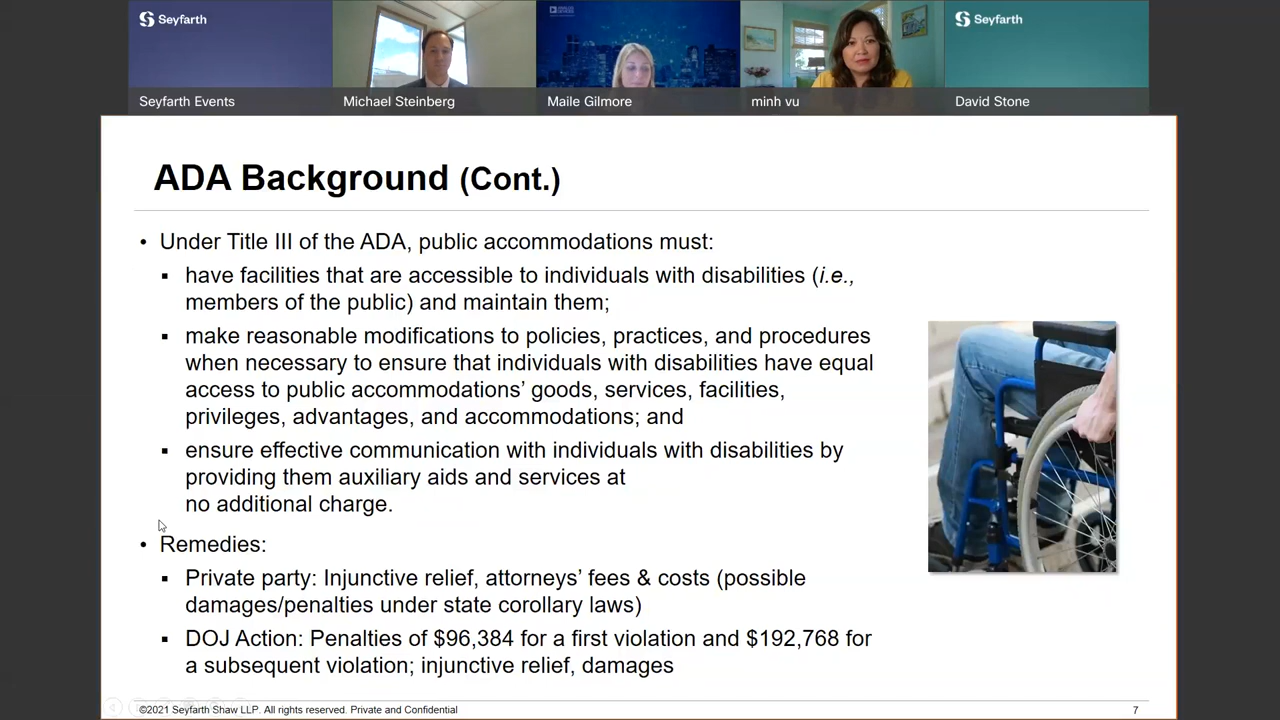 Seyfarth
Seyfarth
Seyfarth Events
Michael Steinberg
Maile Gilmore
minh vu
David Stone
ADA Background (Cont.)
• Under Title III of the ADA, public accommodations must:
▪ have facilities that are accessible to individuals with disabilities (i.e.,
members of the public) and maintain them;
▪ make reasonable modifications to policies, practices, and procedures
when necessary to ensure that individuals with disabilities have equal
access to public accommodations’ goods, services, facilities,
privileges, advantages, and accommodations; and
▪ ensure effective communication with individuals with disabilities by
providing them auxiliary aids and services at
no additional charge.
• Remedies:
▪ Private party: Injunctive relief, attorneys’ fees & costs (possible
damages/penalties under state corollary laws)
▪ DOJ Action: Penalties of $96,384 for a first violation and $192,768 for
a subsequent violation; injunctive relief, damages
©2021 Seyfarth Shaw LLP. All rights reserved. Private and Confidential
7